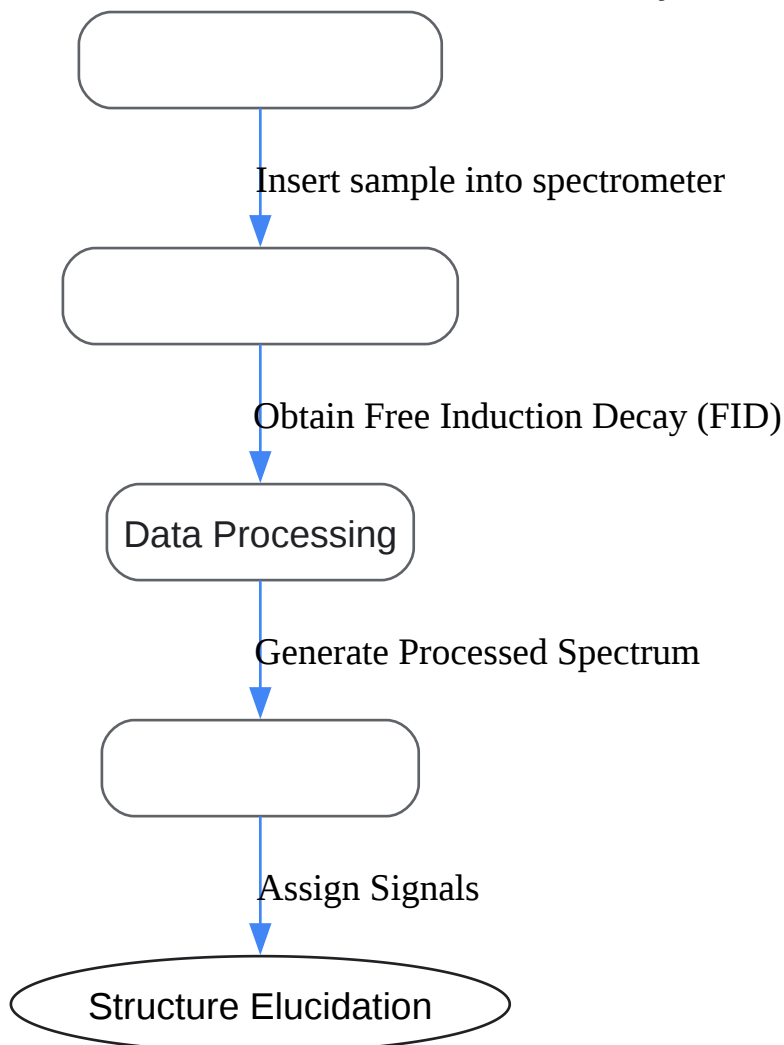 Insert sample into spectrometer
Obtain Free Induction Decay (FID)
Data Processing
Generate Processed Spectrum
Assign Signals
Structure Elucidation